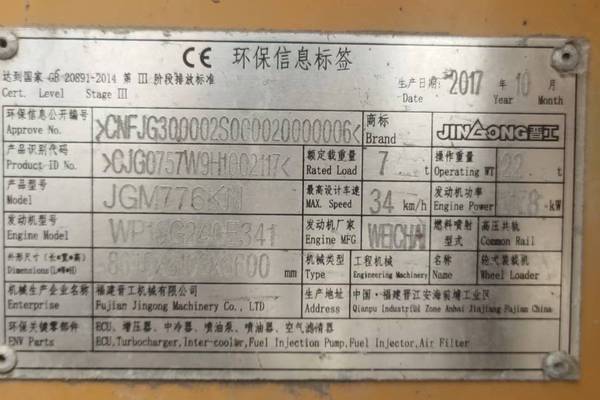 CE 环保信息标签
达到国家 GB 20891-2014 第 III 阶段排放标准
Cert. Level Stage III
生产日期: 2017 年 10 月
Date Year Month
环保信息公开编号
Approve No.
>CNFJG300002S000020000006<
商标
Brand
JINGONG晋工
产品识别代码
Product·ID No.
>CJG0757W9H1002117<
额定载重量
Rated Load
7 t
操作重量
Operating WT
t
产品型号
Model
JGM776KN
最高设计车速
MAX. Speed
34 km/h
发动机功率
Engine Power
kW
发动机型号
Engine Model
发动机厂家
Engine MFG
WEICHAI
燃料喷射型式
高压共轨
Common Rail
外形尺寸(长*宽*高)
Dimensions(L*W*H)
mm
机械类型
Type
工程机械
Engineering Machinery
名称
Name
轮式装载机
Wheel Loader
机械生产企业名称
Enterprise
福建晋工机械有限公司
Fujian Jingong Machinery Co., LTD
生产地址
Address
中国·福建晋江安海前埔工业区
Qianpu Industrial Zone Anhai Jinjiang Fujian China
环保关键零部件
ENV Parts
ECU、增压器、中冷器、喷油泵、喷油器、空气滤清器
ECU,Turbocharger,Inter-cooler,Fuel Injection Pump,Fuel Injector,Air Filter